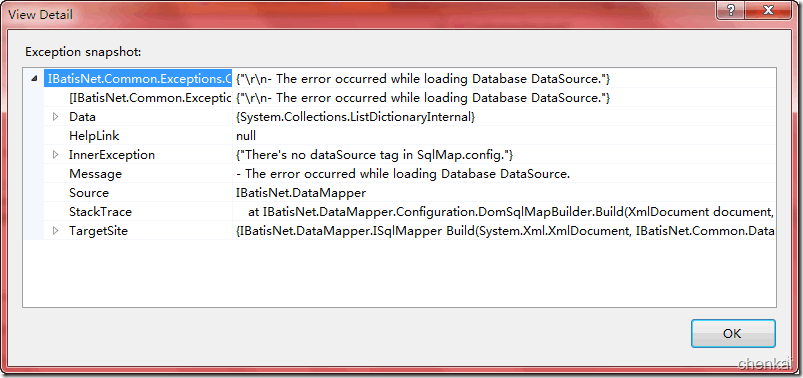 View Detail
Exception snapshot:
IBatisNet.Common.Exceptions.C {"\r\n- The error occurred while loading Database DataSource."}
[IBatisNet.Common.Exceptio {"\r\n- The error occurred while loading Database DataSource."}
Data {System.Collections.ListDictionaryInternal}
HelpLink null
InnerException {"There's no dataSource tag in SqlMap.config."}
Message - The error occurred while loading Database DataSource.
Source IBatisNet.DataMapper
StackTrace at IBatisNet.DataMapper.Configuration.DomSqlMapBuilder.Build(XmlDocument document,
TargetSite {IBatisNet.DataMapper.ISqlMapper Build(System.Xml.XmlDocument, IBatisNet.Common.Data
OK
chenkai